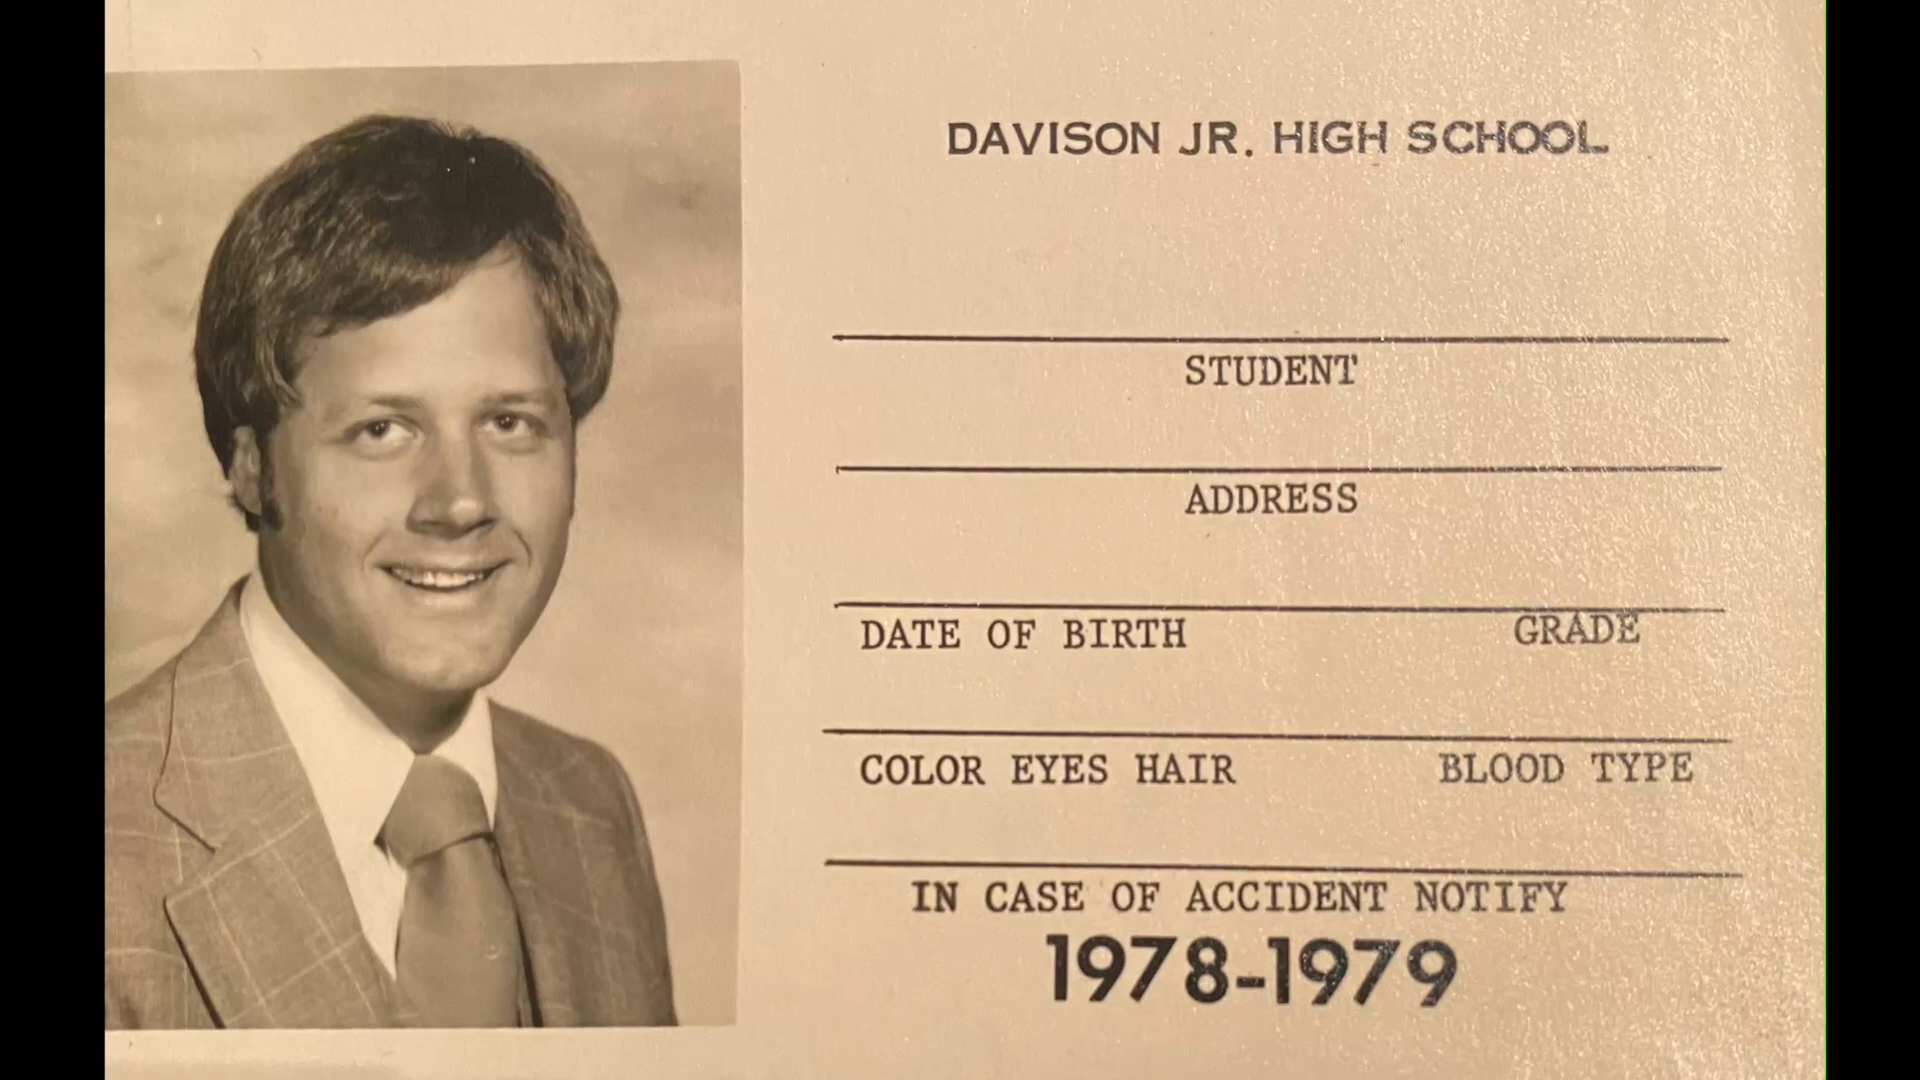 DAVISON JR. HIGH SCHOOL
STUDENT
ADDRESS
DATE OF BIRTH GRADE
COLOR EYES HAIR BLOOD TYPE
IN CASE OF ACCIDENT NOTIFY
1978-1979